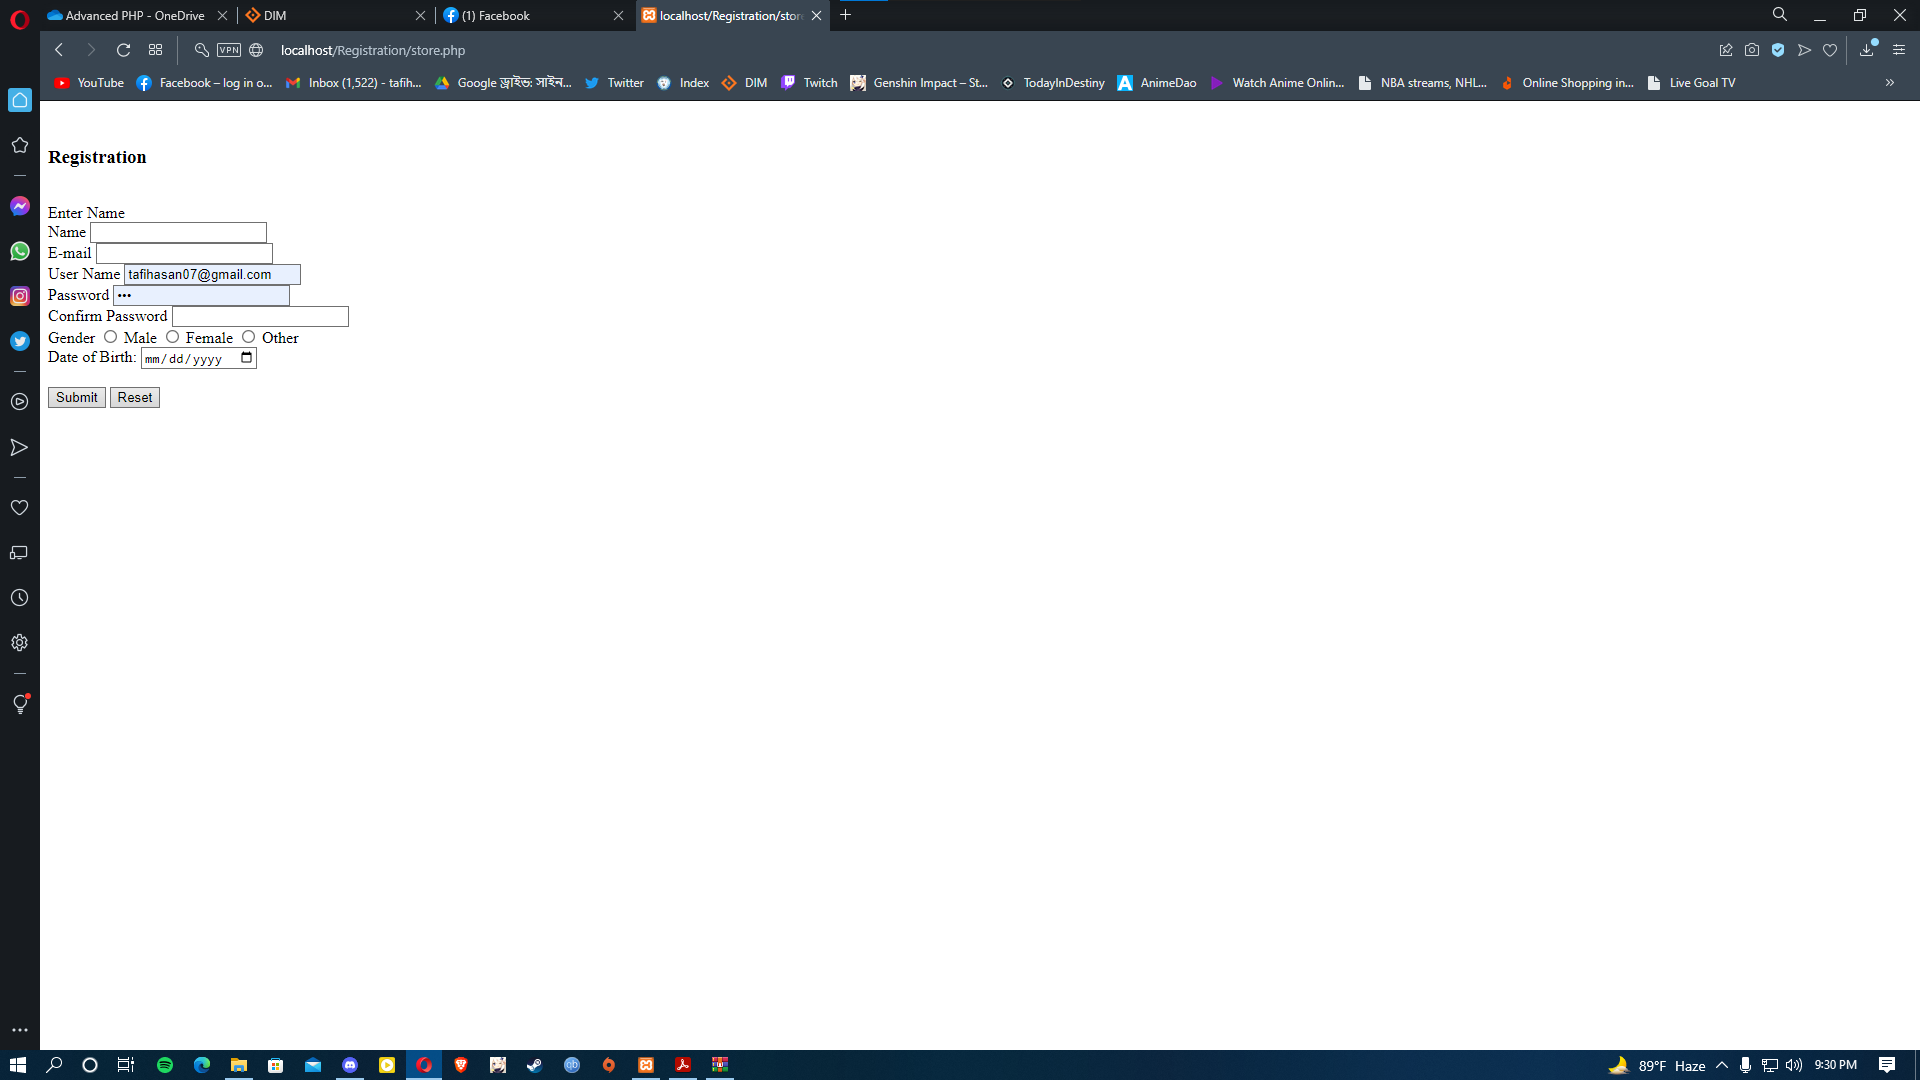 Advanced PHP - OneDrive
DIM
(1) Facebook
localhost/Registration/stor
VPN
localhost/Registration/store.php
YouTube
Facebook – log in o...
Inbox (1,522) - tafih...
Google ড্রাইভ: সাইন...
Twitter
Index
DIM
Twitch
Genshin Impact – St...
TodayInDestiny
AnimeDao
Watch Anime Onlin...
NBA streams, NHL...
Online Shopping in...
Live Goal TV
Registration
Enter Name
Name
E-mail
User Name tafihasan07@gmail.com
Password •••
Confirm Password
Gender Male Female Other
Date of Birth: mm/dd/yyyy
Submit Reset
89°F Haze
9:30 PM